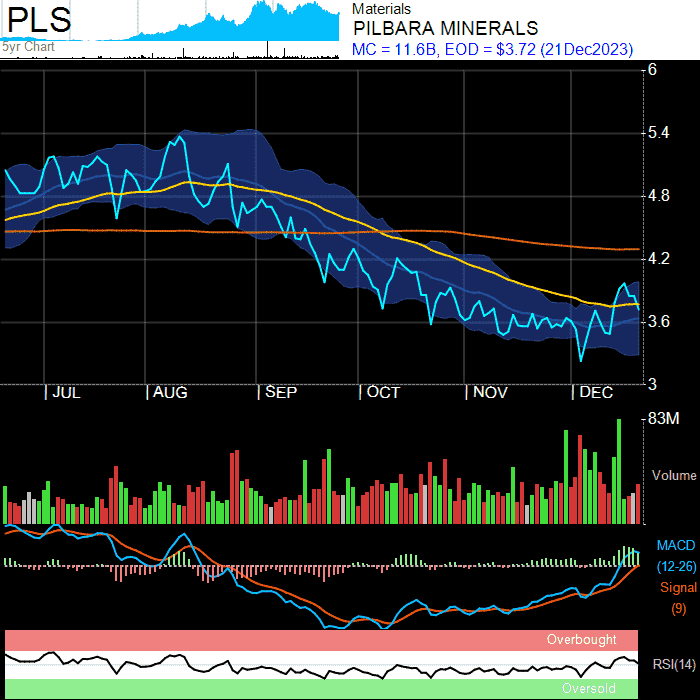 PLS
5yr Chart
Materials
PILBARA MINERALS
MC = 11.6B, EOD = $3.72 (21Dec2023)
6
5.4
4.8
4.2
3.6
3
JUL
AUG
SEP
OCT
NOV
DEC
83M
Volume
MACD
(12-26)
Signal
(9)
Overbought
RSI(14)
Oversold